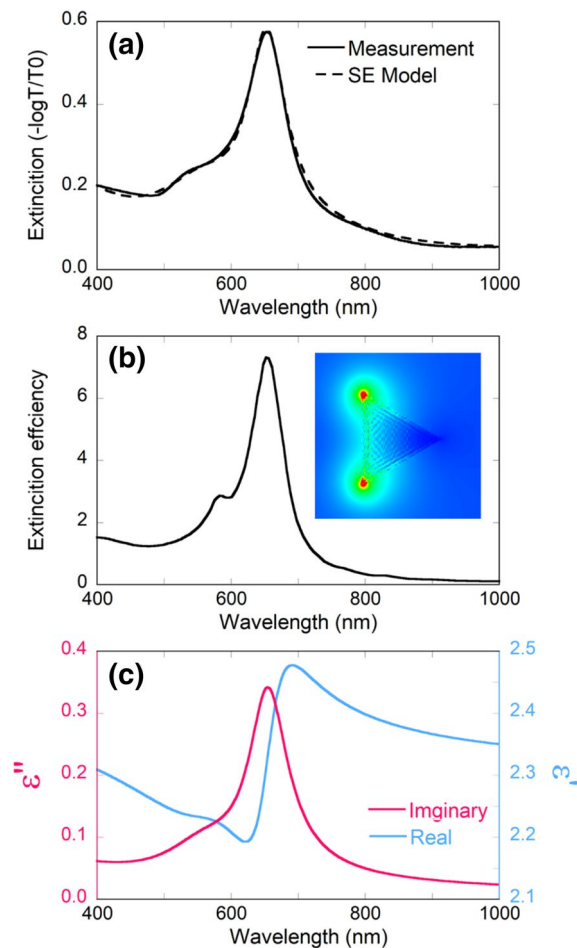 (a)
Measurement
SE Model
Extincition (-logT/T0)
0.6
0.4
0.2
0.0
400 600 800 1000
Wavelength (nm)
(b)
Extincition effciency
8
6
4
2
0
400 600 800 1000
Wavelength (nm)
(c)
ε"
0.4
0.3
0.2
0.1
0.0
Imginary
Real
2.5
2.4
2.3
2.2
2.1
ε'
400 600 800 1000
Wavelength (nm)